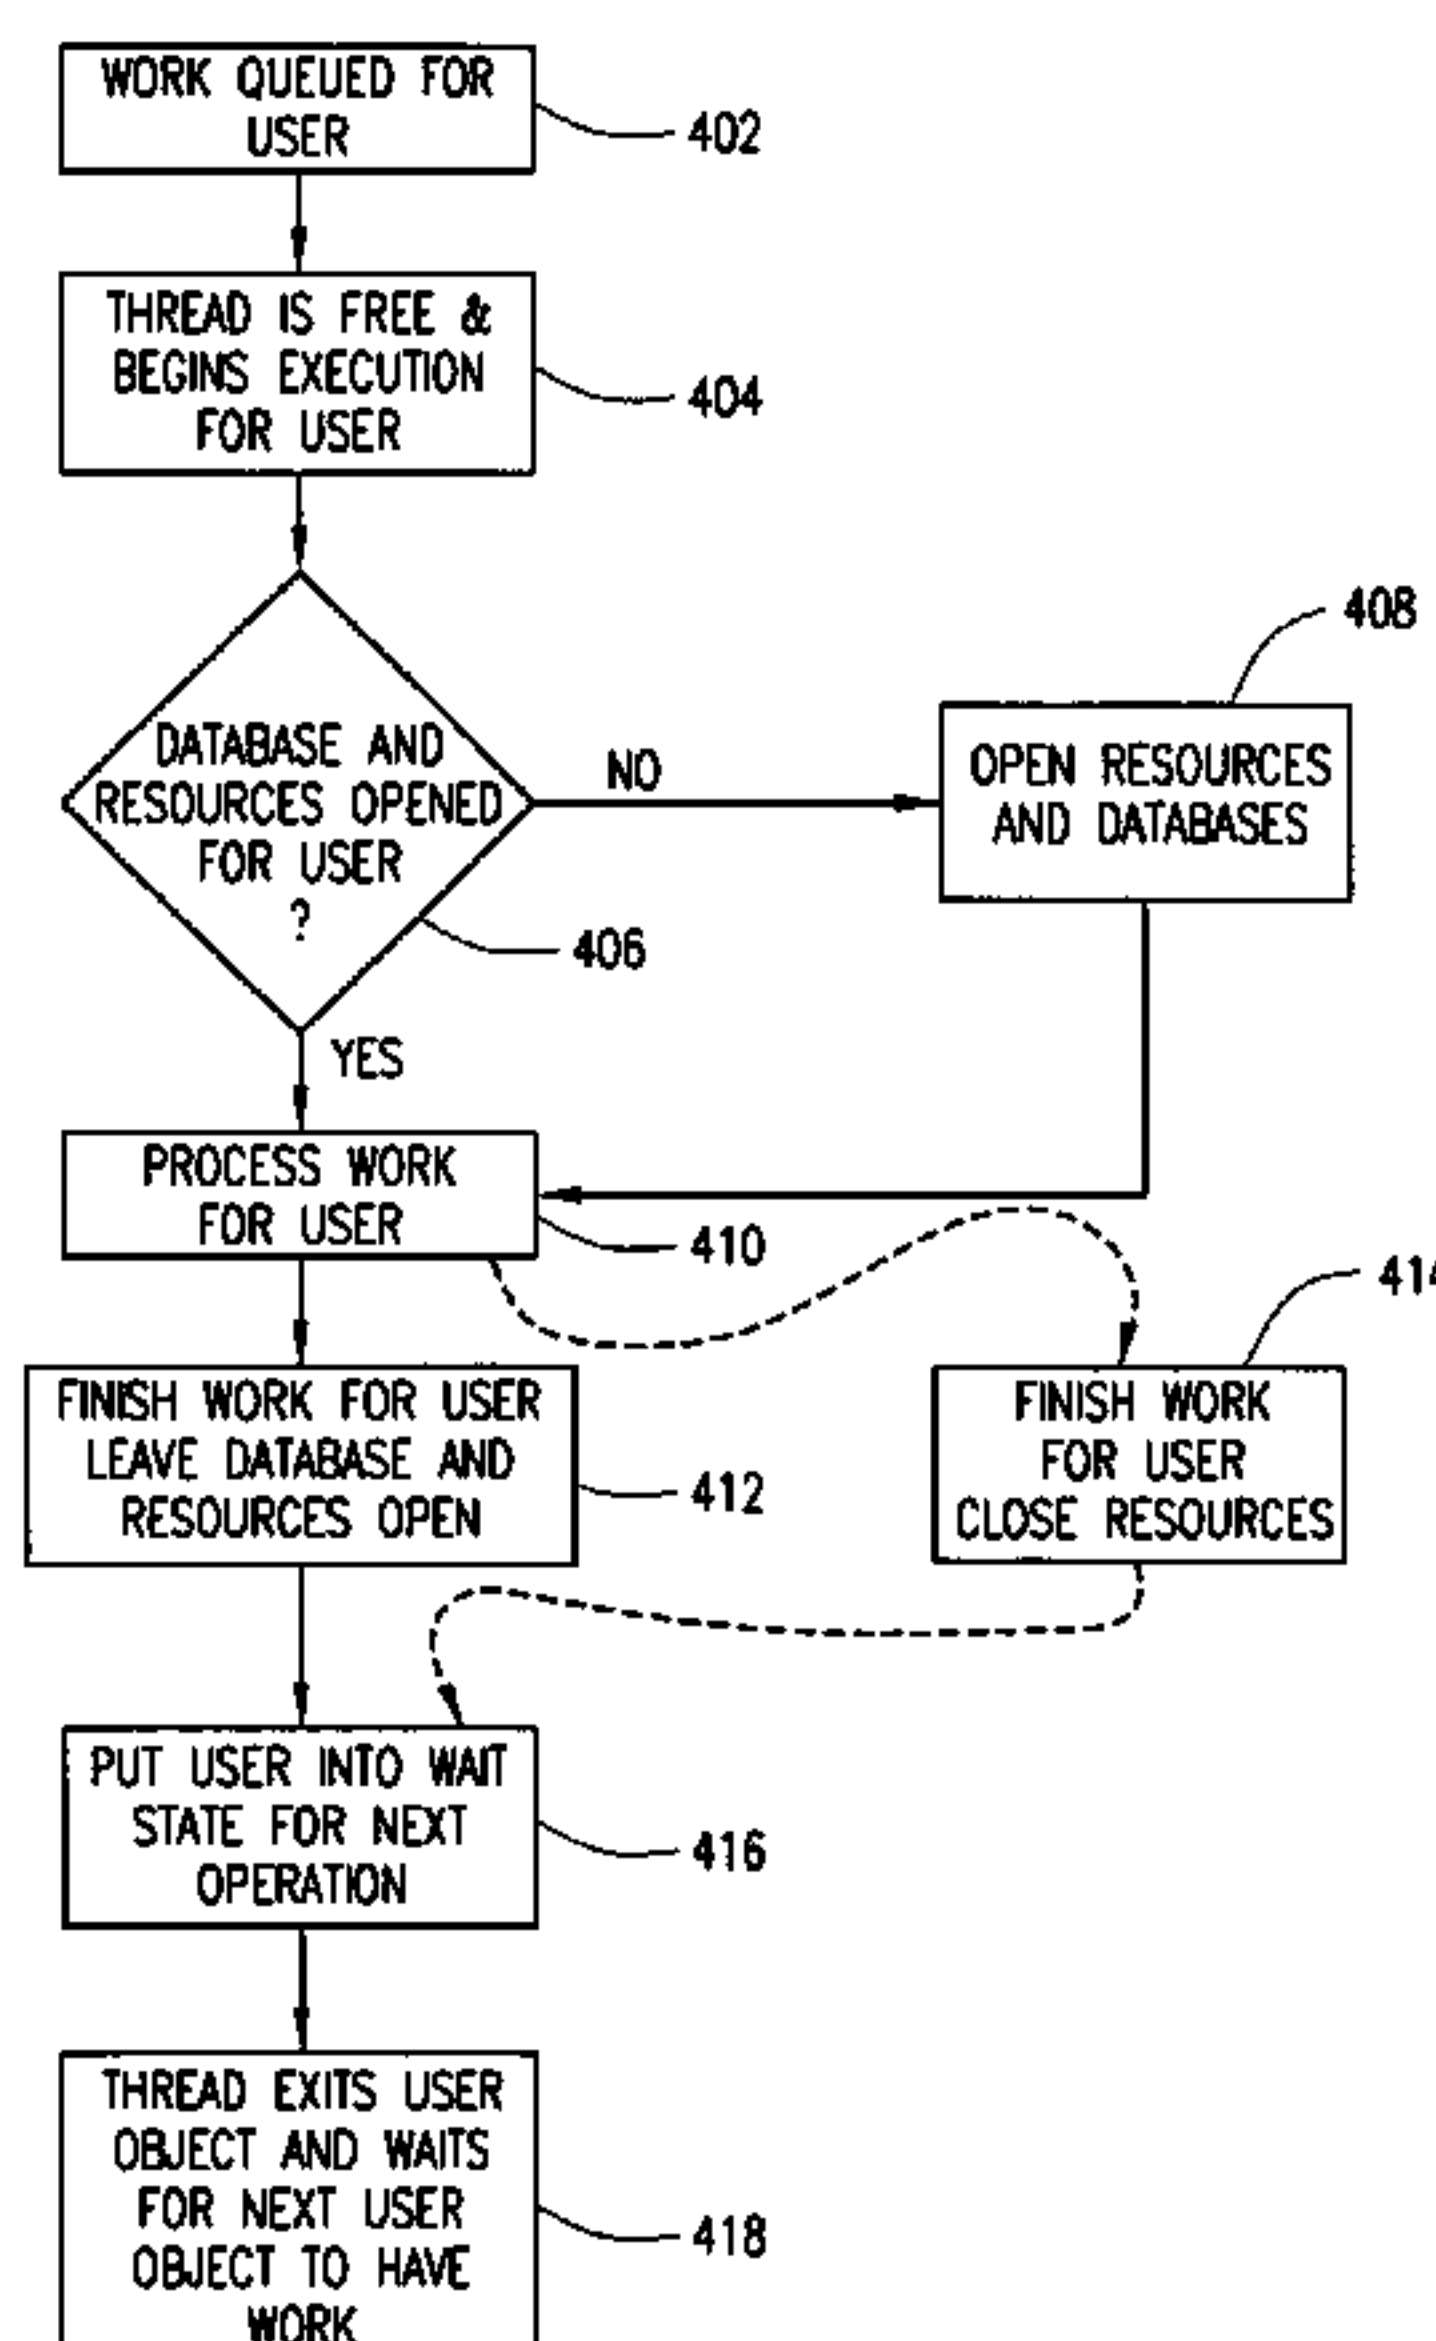 WORK QUEUED FOR
USER
402
THREAD IS FREE &
BEGINS EXECUTION
FOR USER
404
DATABASE AND
RESOURCES OPENED
FOR USER
?
406
NO
408
OPEN RESOURCES
AND DATABASES
YES
PROCESS WORK
FOR USER
410
FINISH WORK FOR USER
LEAVE DATABASE AND
RESOURCES OPEN
412
414
FINISH WORK
FOR USER
CLOSE RESOURCES
PUT USER INTO WAIT
STATE FOR NEXT
OPERATION
416
THREAD EXITS USER
OBJECT AND WAITS
FOR NEXT USER
OBJECT TO HAVE
WORK
418